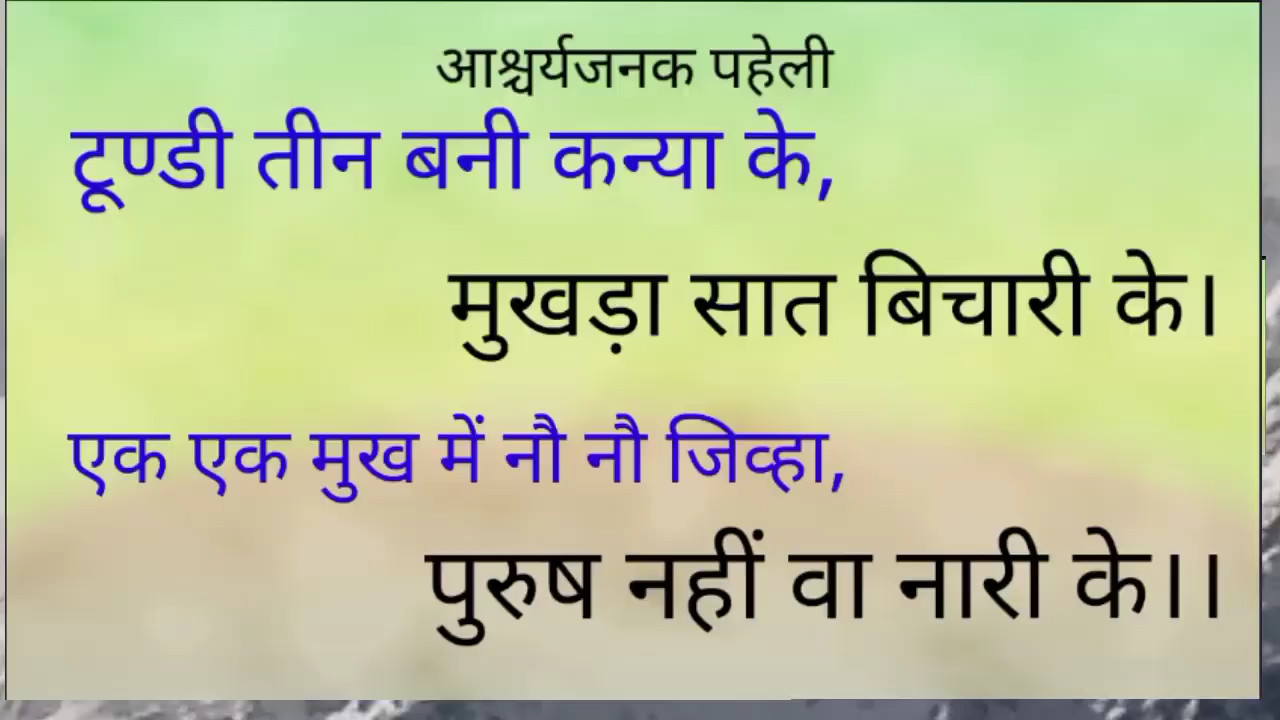 आश्चर्यजनक पहेली
टूण्डी तीन बनी कन्या के,
मुखड़ा सात बिचारी के।
एक एक मुख में नौ नौ जिव्हा,
पुरुष नहीं वा नारी के।।